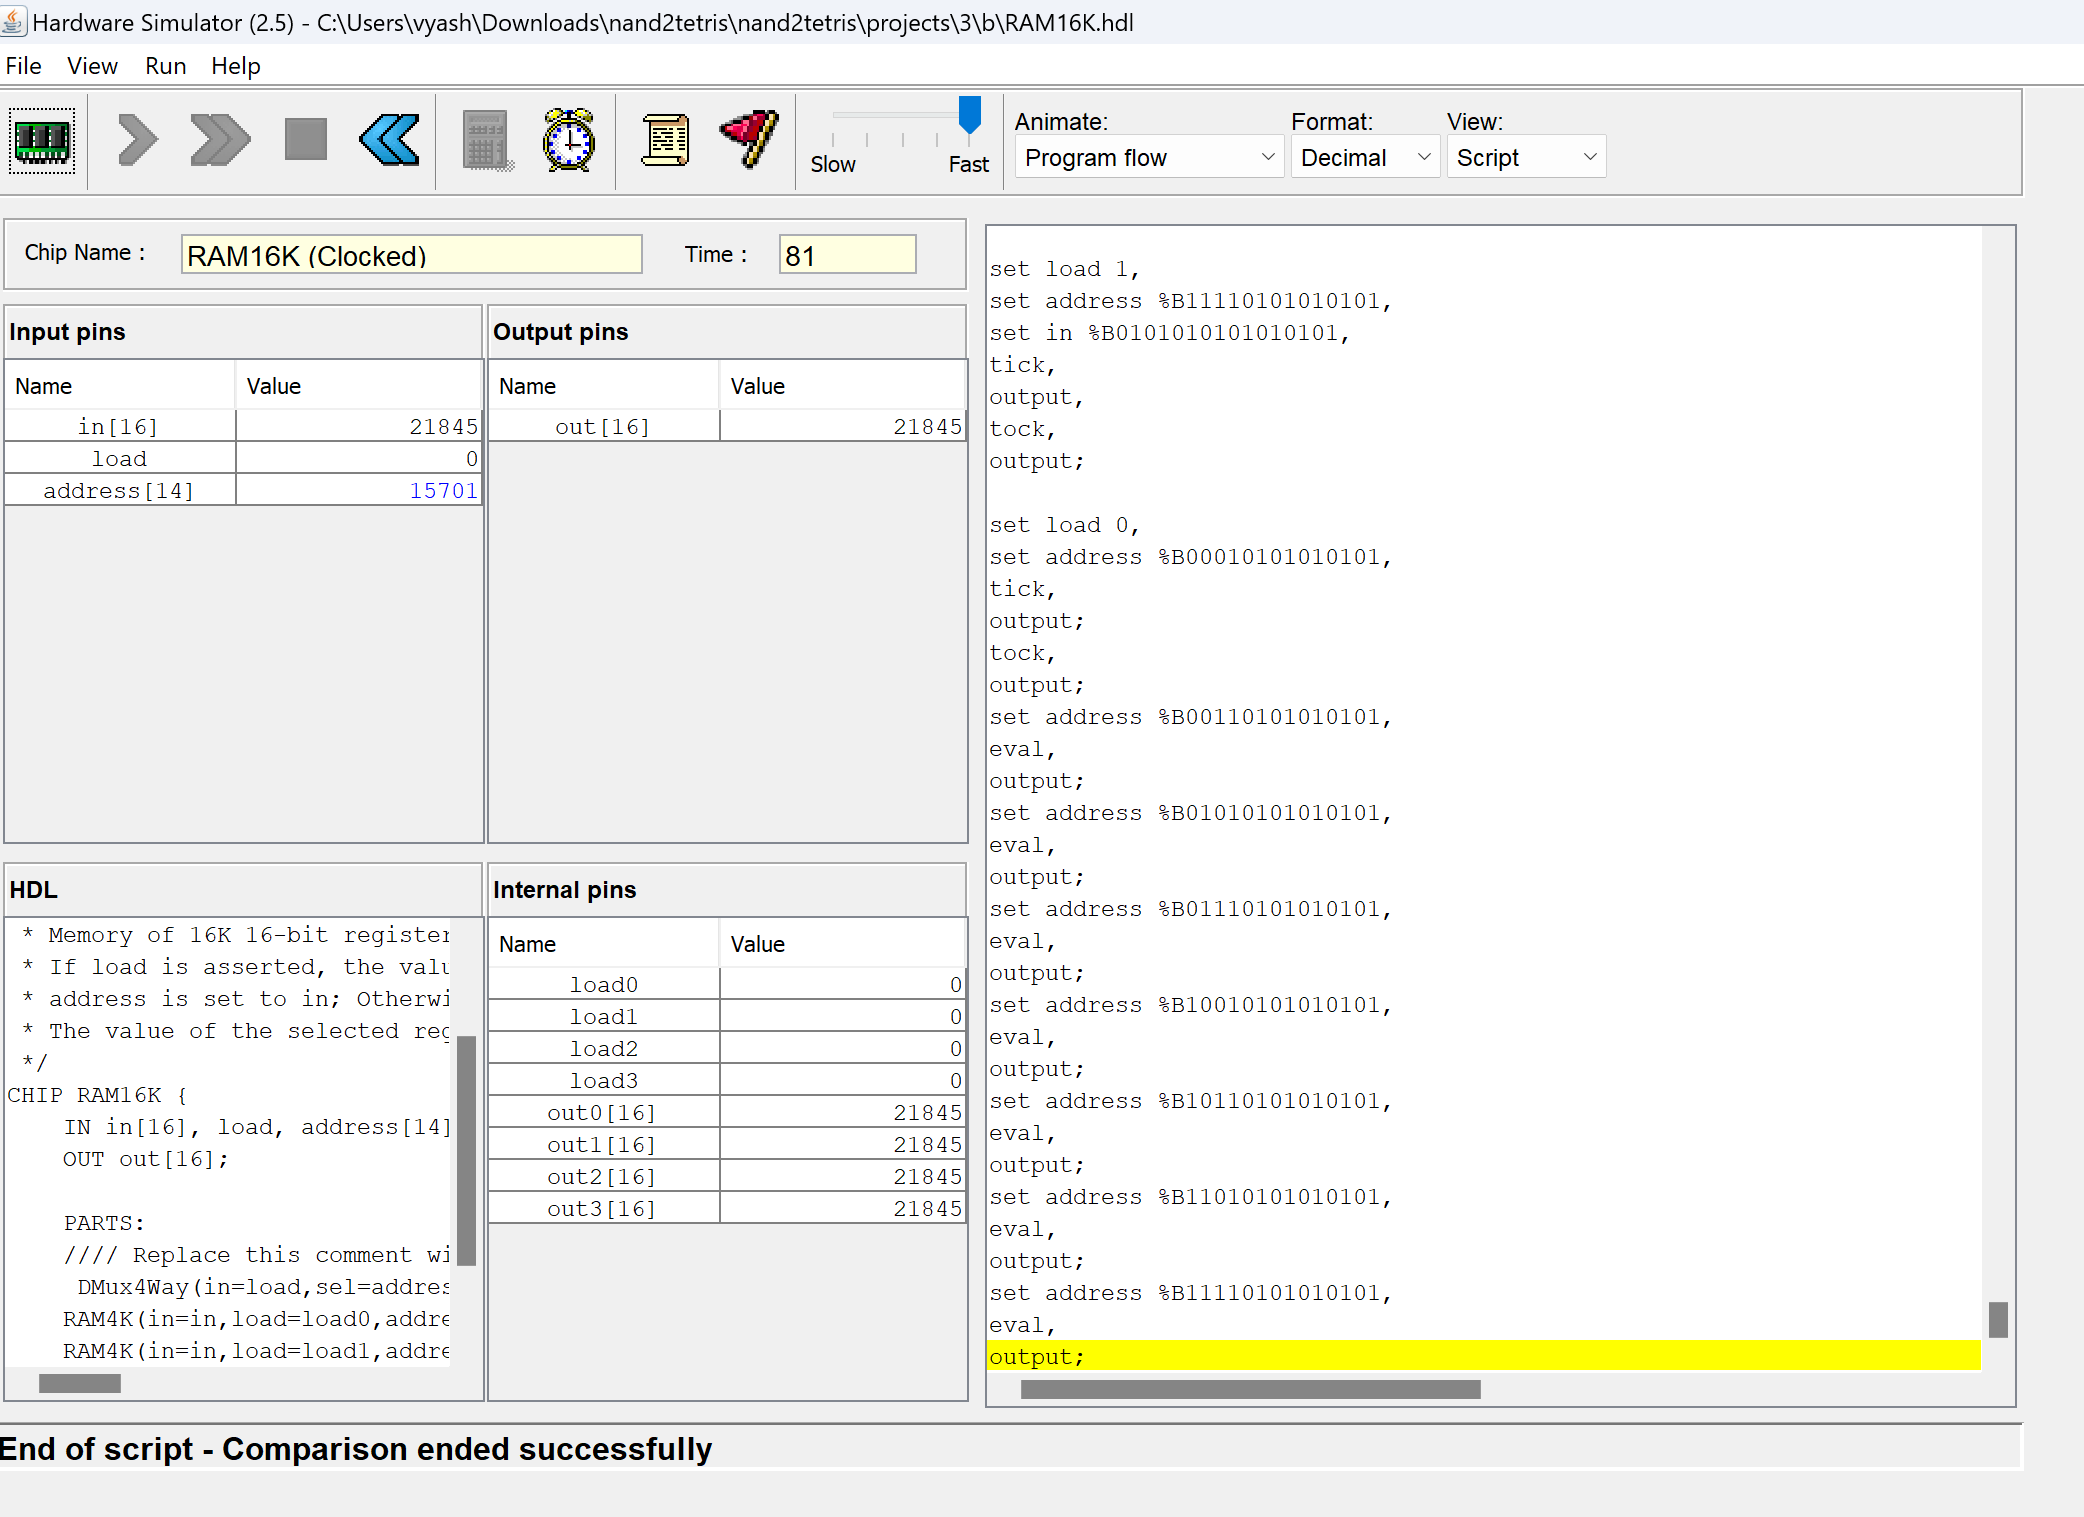 Hardware Simulator (2.5) - C:\Users\vyash\Downloads\nand2tetris\nand2tetris\projects\3\b\RAM16K.hdl
File View Run Help
Slow Fast
Animate: Format: View:
Program flow Decimal Script
Chip Name : RAM16K (Clocked) Time : 81
Input pins
Name Value
in[16] 21845
load 0
address[14] 15701
Output pins
Name Value
out[16] 21845
HDL
* Memory of 16K 16-bit register
* If load is asserted, the valu
* address is set to in; Otherwi
* The value of the selected reg
*/
CHIP RAM16K {
IN in[16], load, address[14]
OUT out[16];
PARTS:
//// Replace this comment wi
DMux4Way(in=load,sel=addres
RAM4K(in=in,load=load0,addre
RAM4K(in=in,load=load1,addre
Internal pins
Name Value
load0 0
load1 0
load2 0
load3 0
out0[16] 21845
out1[16] 21845
out2[16] 21845
out3[16] 21845
set load 1,
set address %B11110101010101,
set in %B0101010101010101,
tick,
output,
tock,
output;
set load 0,
set address %B00010101010101,
tick,
output;
tock,
output;
set address %B00110101010101,
eval,
output;
set address %B01010101010101,
eval,
output;
set address %B01110101010101,
eval,
output;
set address %B10010101010101,
eval,
output;
set address %B10110101010101,
eval,
output;
set address %B11010101010101,
eval,
output;
set address %B11110101010101,
eval,
output;
End of script - Comparison ended successfully